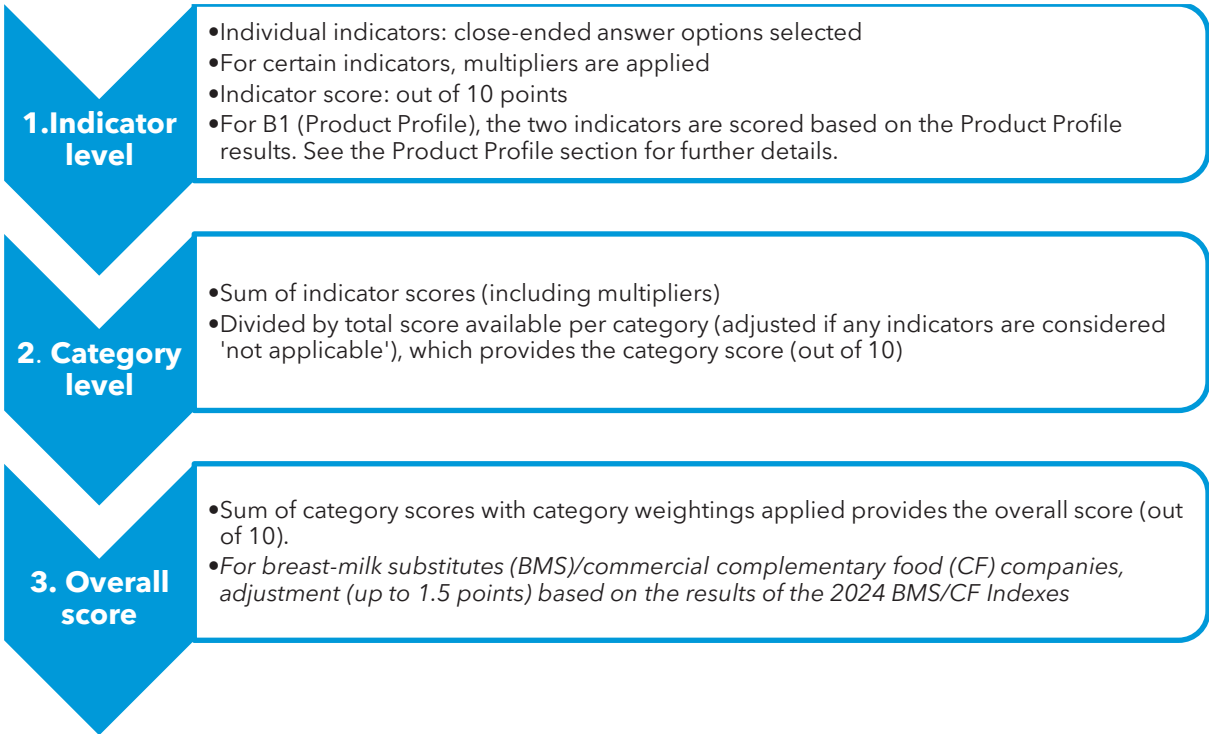 1.Indicator
level
•Individual indicators: close-ended answer options selected
•For certain indicators, multipliers are applied
•Indicator score: out of 10 points
•For B1 (Product Profile), the two indicators are scored based on the Product Profile
results. See the Product Profile section for further details.
2. Category
level
•Sum of indicator scores (including multipliers)
•Divided by total score available per category (adjusted if any indicators are considered
'not applicable'), which provides the category score (out of 10)
3. Overall
score
•Sum of category scores with category weightings applied provides the overall score (out
of 10).
•For breast-milk substitutes (BMS)/commercial complementary food (CF) companies,
adjustment (up to 1.5 points) based on the results of the 2024 BMS/CF Indexes